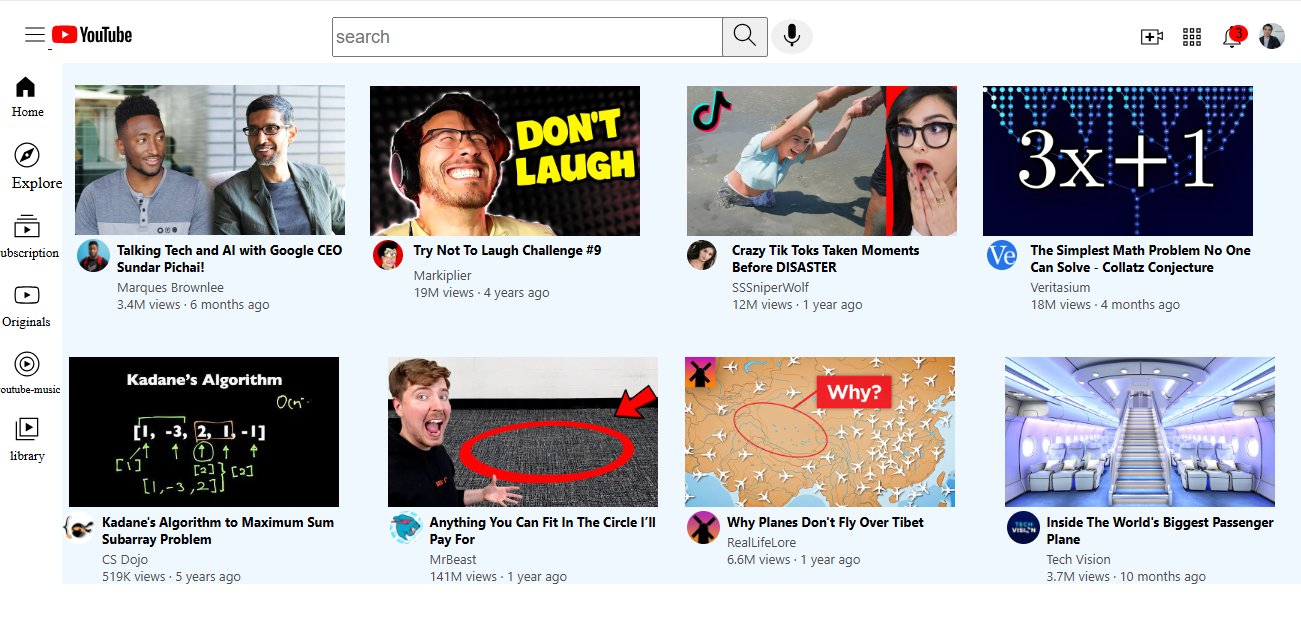 YouTube
search
3
Home
Explore
ubscription
Originals
outube-music
library
DON'T
LAUGH
3x+1
Talking Tech and AI with Google CEO
Sundar Pichai!
Marques Brownlee
3.4M views · 6 months ago
Try Not To Laugh Challenge #9
Markiplier
19M views · 4 years ago
Crazy Tik Toks Taken Moments
Before DISASTER
SSSniperWolf
12M views · 1 year ago
Ve
The Simplest Math Problem No One
Can Solve - Collatz Conjecture
Veritasium
18M views · 4 months ago
Kadane's Algorithm
[1, -3, 2, 1, -1]
[1]
[2]
[2]
[1, -3, 2]
Why?
Kadane's Algorithm to Maximum Sum
Subarray Problem
CS Dojo
519K views · 5 years ago
Anything You Can Fit In The Circle I'll
Pay For
MrBeast
141M views · 1 year ago
Why Planes Don't Fly Over Tibet
RealLifeLore
6.6M views · 1 year ago
TECH
VISION
Inside The World's Biggest Passenger
Plane
Tech Vision
3.7M views · 10 months ago